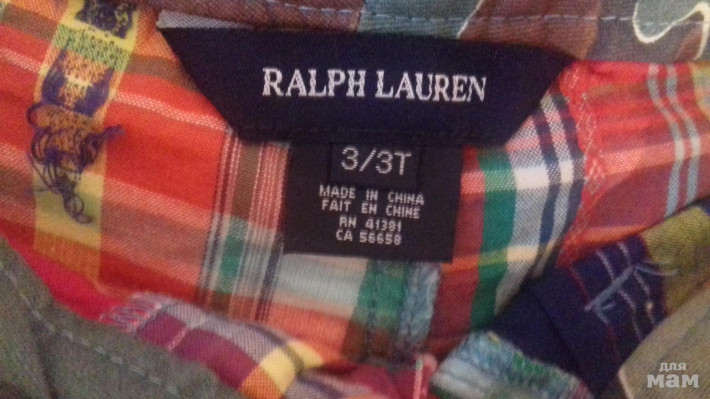 RALPH LAUREN
3/3T
MADE IN CHINA
FAIT EN CHINE
RN 41381
CA 56658
для
мам